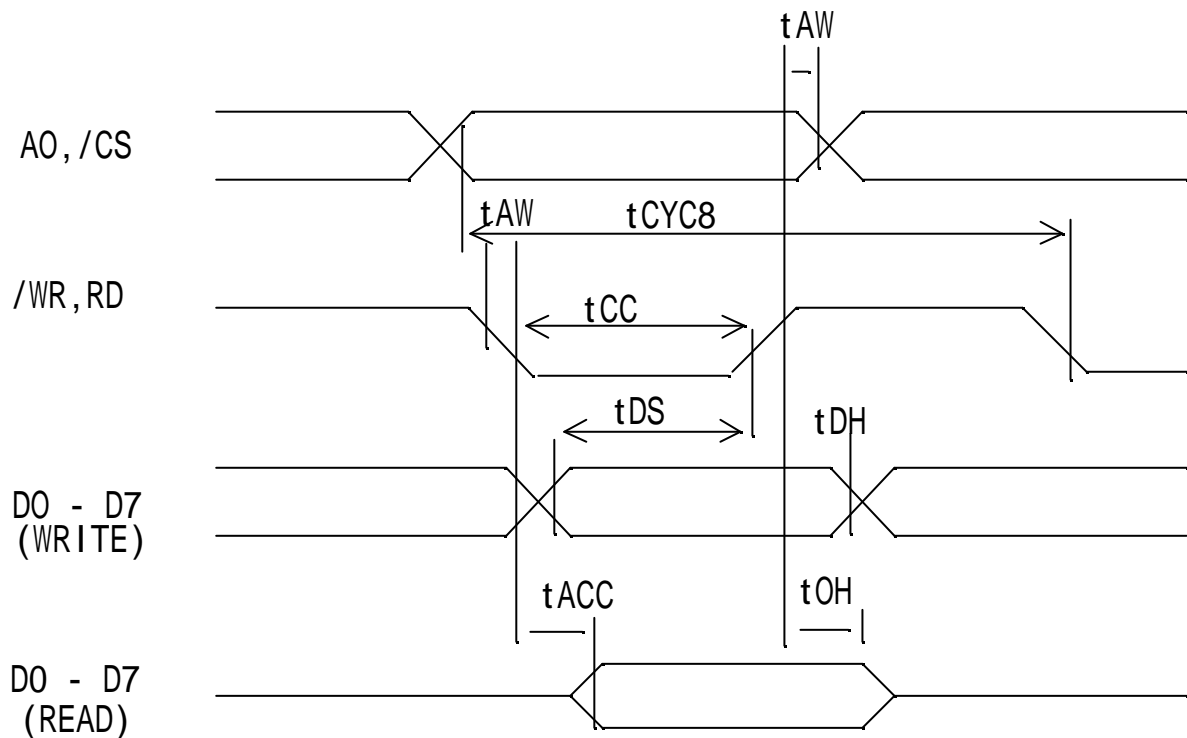 tAW
AO,/CS
tAW
tCYC8
/WR,RD
tCC
tDS
tDH
DO - D7
(WRITE)
tACC
tOH
DO - D7
(READ)